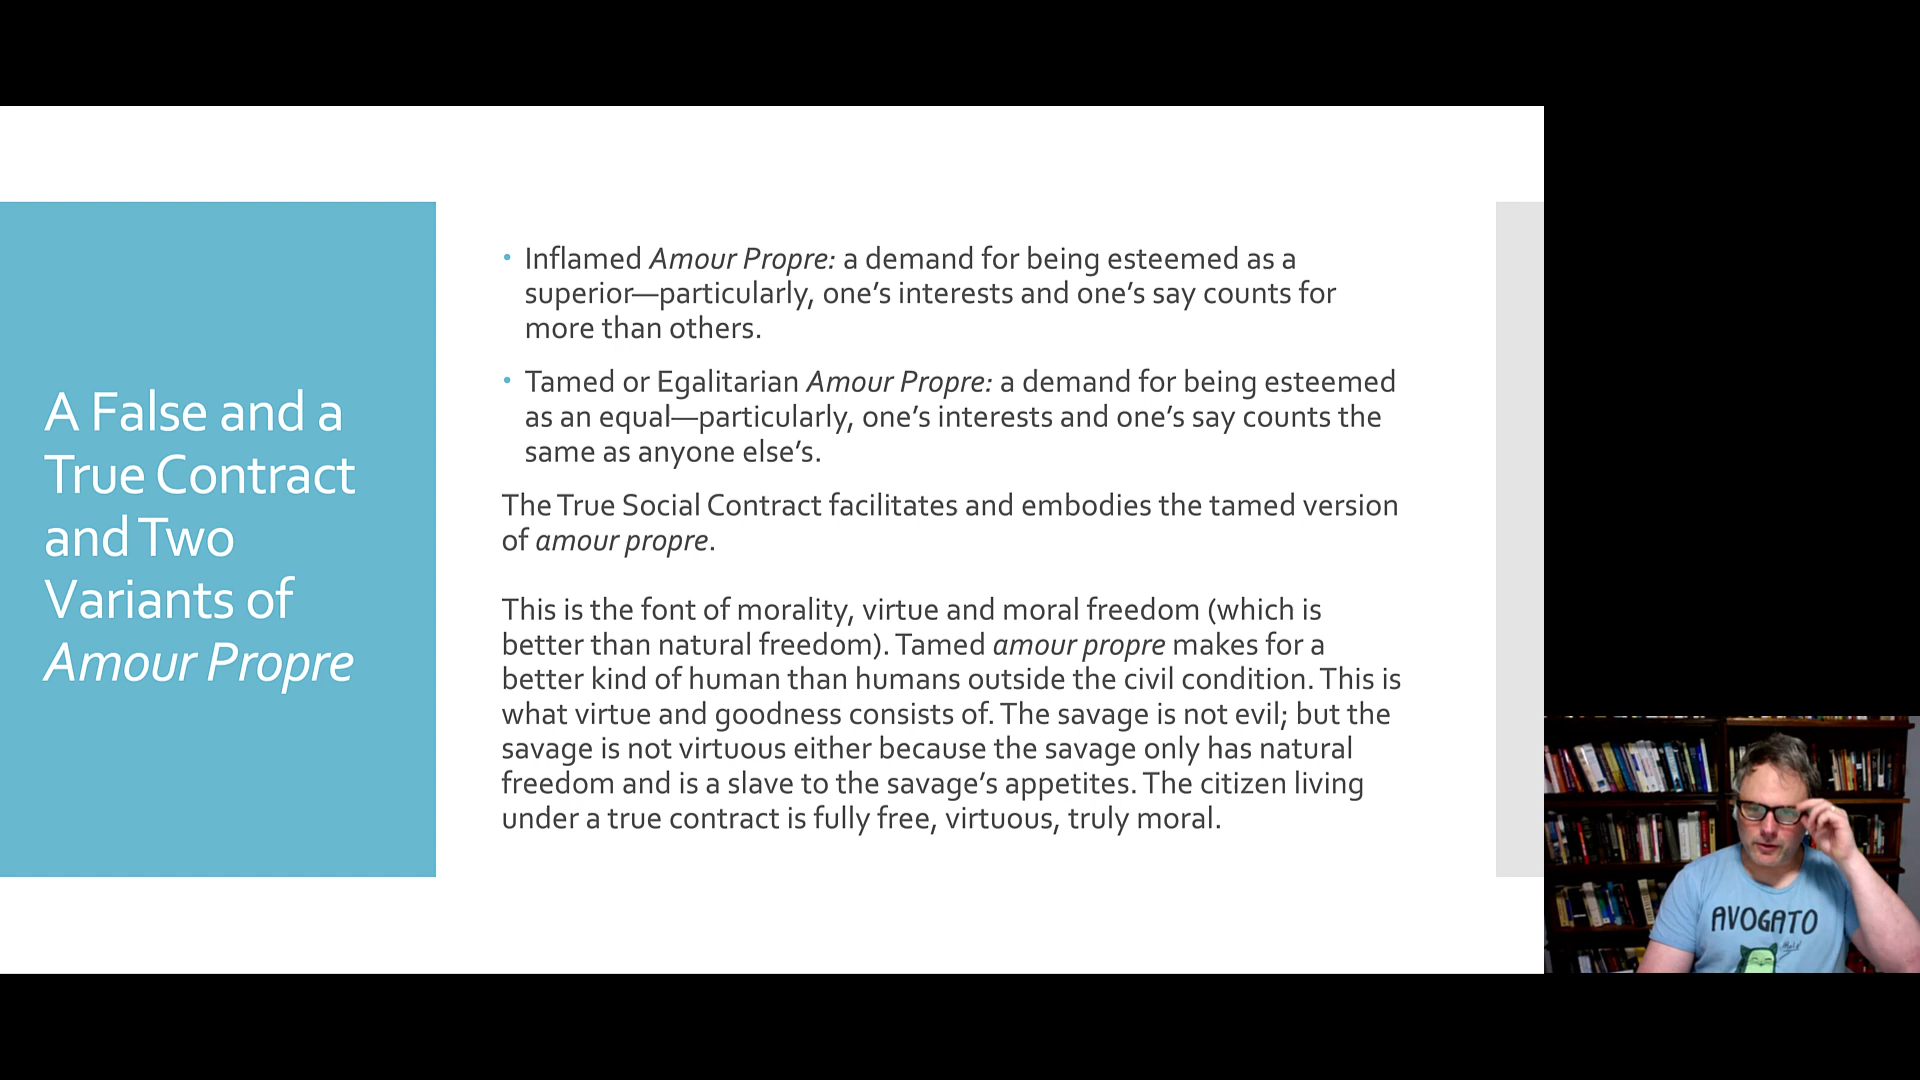 A False and a
True Contract
and Two
Variants of
Amour Propre
• Inflamed Amour Propre: a demand for being esteemed as a
superior—particularly, one’s interests and one’s say counts for
more than others.
• Tamed or Egalitarian Amour Propre: a demand for being esteemed
as an equal—particularly, one’s interests and one’s say counts the
same as anyone else’s.
The True Social Contract facilitates and embodies the tamed version
of amour propre.
This is the font of morality, virtue and moral freedom (which is
better than natural freedom). Tamed amour propre makes for a
better kind of human than humans outside the civil condition. This is
what virtue and goodness consists of. The savage is not evil; but the
savage is not virtuous either because the savage only has natural
freedom and is a slave to the savage’s appetites. The citizen living
under a true contract is fully free, virtuous, truly moral.
AVOGATO